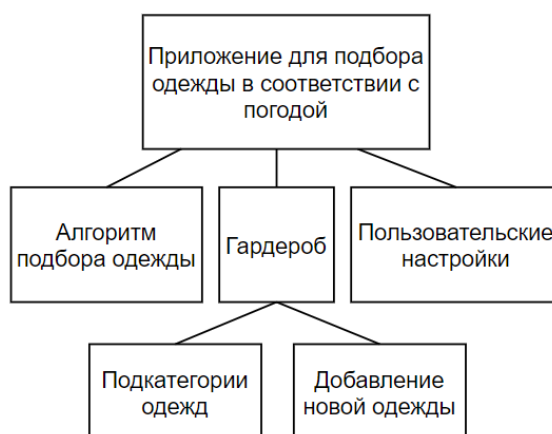 Приложение для подбора
одежды в соответствии с
погодой
Алгоритм
подбора одежды
Гардероб
Пользовательские
настройки
Подкатегории
одежд
Добавление
новой одежды